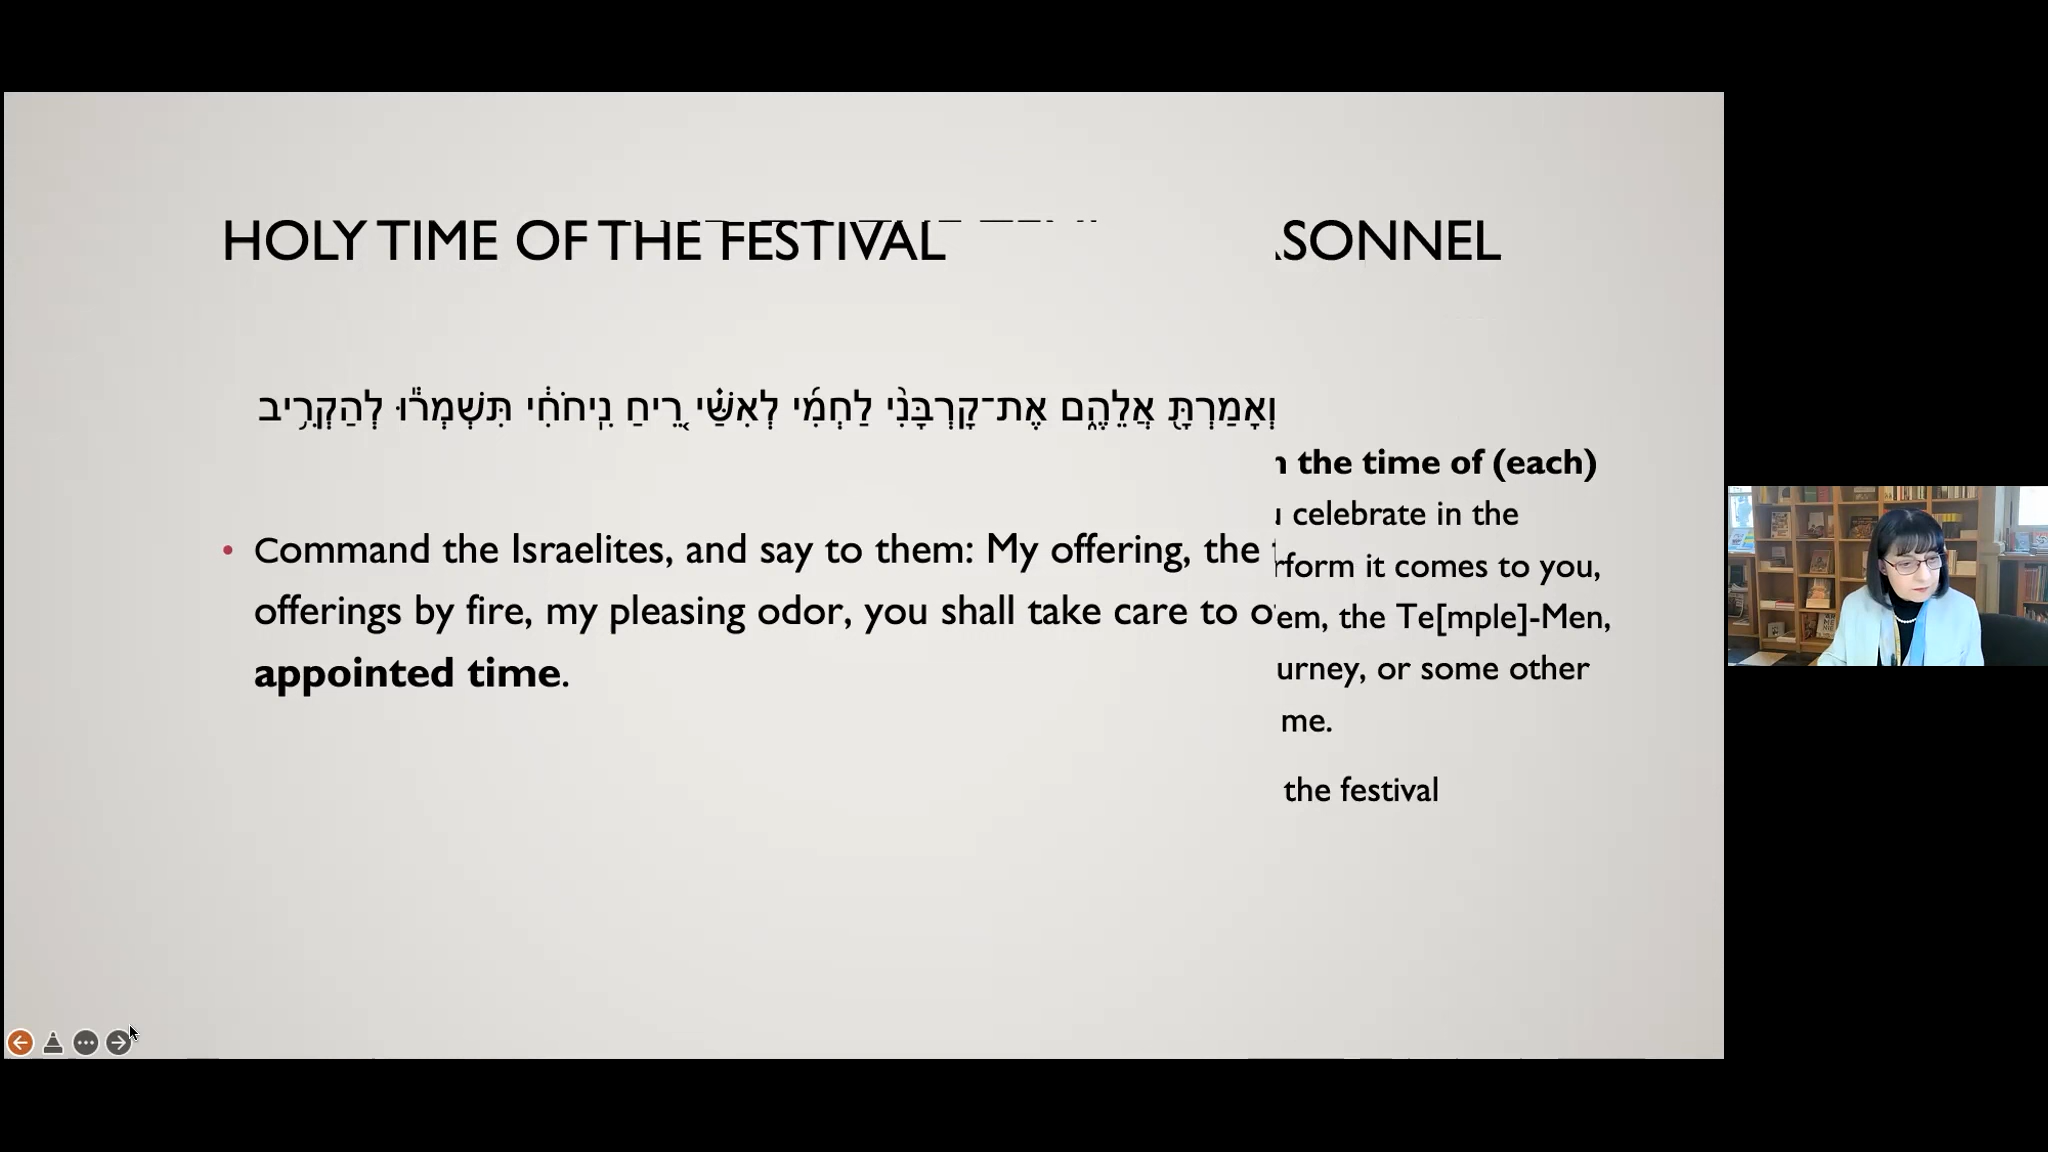 HOLY TIME OF THE FESTIVAL
SONNEL
וְאָמַרְתָּ֖ אֲלֵהֶ֑ם אֶת־קָרְבָּנִ֨י לַחְמִ֜י לְאִשַּׁ֗י רֵ֚יחַ נִֽיחֹחִ֔י תִּשְׁמְר֕וּ לְהַקְרִ֥יב
• Command the Israelites, and say to them: My offering, the
offerings by fire, my pleasing odor, you shall take care to
appointed time.
the time of (each)
celebrate in the
form it comes to you,
em, the Te[mple]-Men,
urney, or some other
me.
the festival